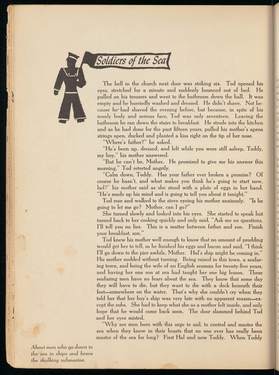 Soldiers of the Sea
The bell in the church next door was striking six. Ted opened his
eyes, stretched for a minute and suddenly bounced out of bed. He
pulled on his trousers and went to the bathroom down the hall. It was
empty and he hurriedly washed and dressed. He didn't shave. Not be-
cause he had shaved the evening before, but because, in spite of his
manly body and serious face, Ted was only seventeen. Leaving the
bathroom he ran down the stairs to breakfast. He strode into the kitchen
and as he had done for the past fifteen years, pulled his mother's apron
strings open, ducked and planted a kiss right on the tip of her nose.
"Where's father?" he asked.
"He's been up, dressed, and left while you were still asleep, Teddy,
my boy," his mother answered.
"But he can't be, Mother. He promised to give me his answer this
morning," Ted retorted angrily.
"Calm down, Teddy. Has your father ever broken a promise? Of
course he hasn't, and what makes you think he's going to start now,
lad?" his mother said as she stood with a plate of eggs in her hand.
"He's made up his mind and is going to tell you about it tonight."
Ted rose and walked to the stove eyeing his mother anxiously. "Is he
going to let me go? Mother, can I go?"
She turned slowly and looked into his eyes. She started to speak but
turned back to her cooking quickly and only said, "Ask me no questions,
I'll tell you no lies. This is a matter between father and son. Finish
your breakfast, son."
Ted knew his mother well enough to know that no amount of prodding
would get her to tell, so he finished his eggs and bacon and said, "I think
I'll go down to the pier awhile, Mother. Hal's ship might be coming in."
His mother nodded without turning. Being raised in this town, a seafar-
ing town, and being the wife of an English seaman for twenty-five years,
and having her one son at sea had taught her one big lesson. These
seafaring men have no fears about the sea. They know that some day
they will have to die, but they want to die with a deck beneath their
feet—somewhere on the water. That's why she couldn't cry when they
told her that her boy's ship was very late with no apparent reason—ex-
cept the subs. She had to keep what she as a mother felt inside, and only
hope that he would come back soon. The door slammed behind Ted
and her eyes misted.
"Why are men born with this urge to sail, to control and master the
sea when they know in their hearts that no one ever has really been
master of the sea for long? First Hal and now Teddy. When Teddy
About men who go down to
the sea in ships and brave
the skulking submarine.